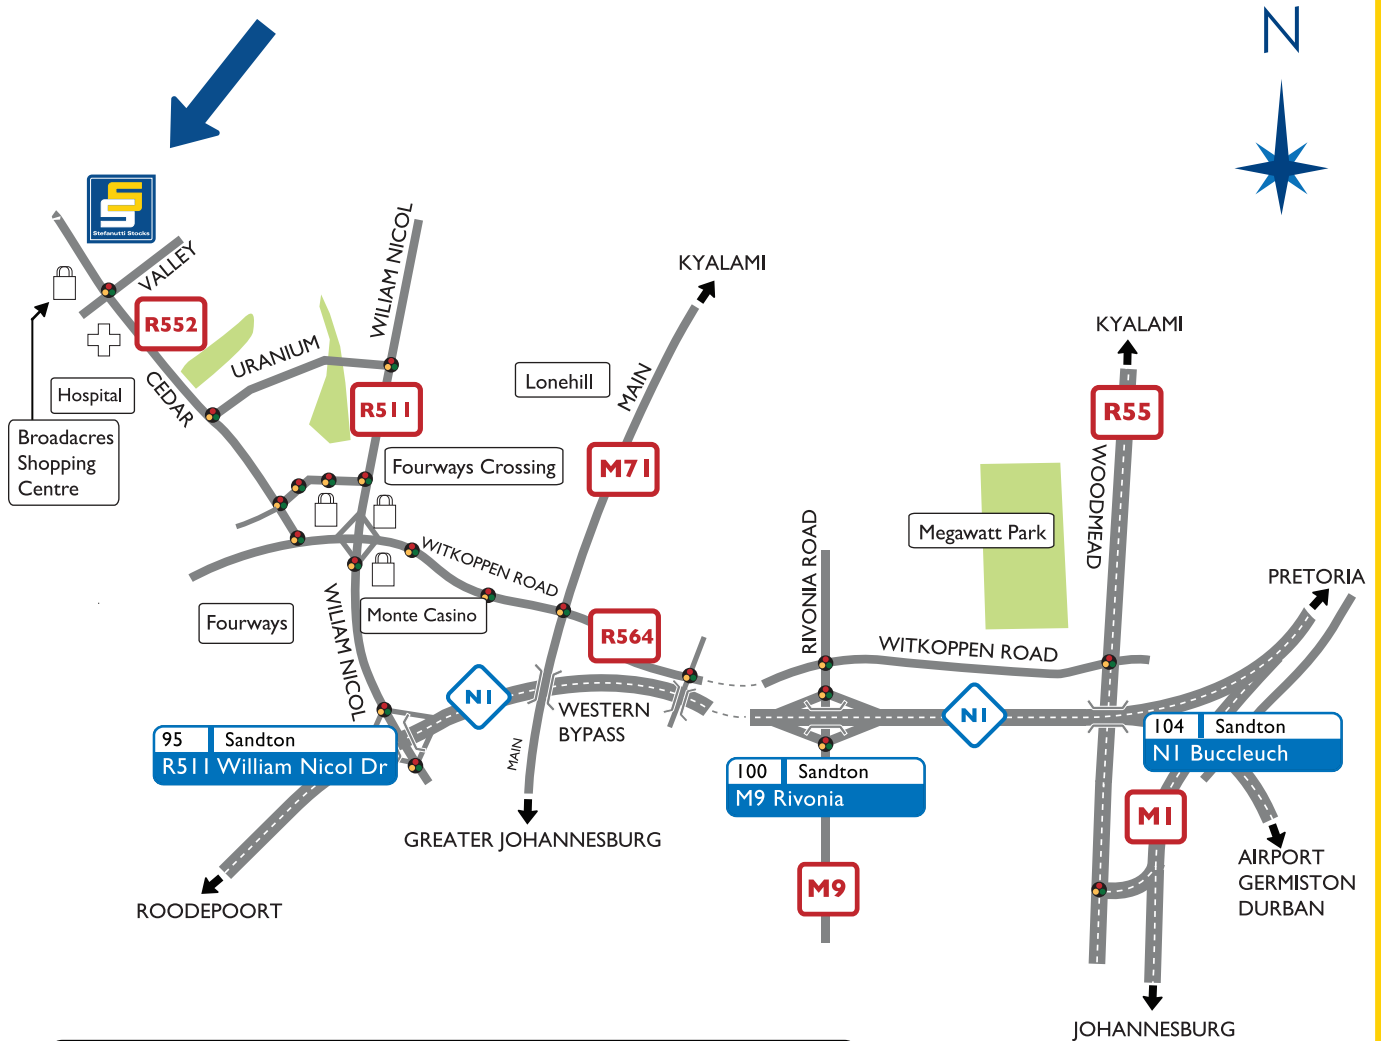 N
Stefanutti Stocks
VALLEY
WILIAM NICOL
KYALAMI
R552
URANIUM
KYALAMI
CEDAR
Lonehill
MAIN
Hospital
R511
R55
Broadacres
Shopping
Centre
Fourways Crossing
M71
WOODMEAD
RIVONIA ROAD
Megawatt Park
WITKOPPEN ROAD
PRETORIA
Fourways
WILIAM NICOL
Monte Casino
R564
WITKOPPEN ROAD
N1
WESTERN
BYPASS
N1
95 Sandton
R511 William Nicol Dr
MAIN
100 Sandton
M9 Rivonia
104 Sandton
N1 Buccleuch
M1
GREATER JOHANNESBURG
M9
AIRPORT
GERMISTON
DURBAN
ROODEPOORT
JOHANNESBURG